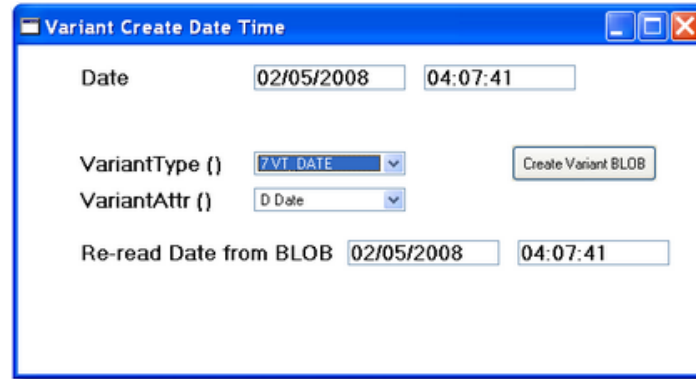 Variant Create Date Time
Date 02/05/2008 04:07:41
VariantType () 7 VT_DATE Create Variant BLOB
VariantAttr () D Date
Re-read Date from BLOB 02/05/2008 04:07:41